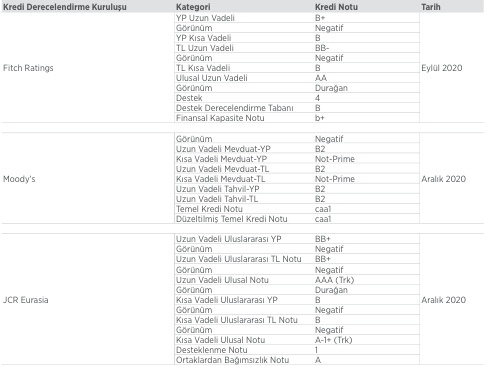 Kredi Derecelendirme Kuruluşu Kategori Kredi Notu Tarih
YP Uzun Vadeli B+
Görünüm Negatif
YP Kısa Vadeli B
TL Uzun Vadeli BB-
Görünüm Negatif
Fitch Ratings TL Kısa Vadeli B Eylül 2020
Ulusal Uzun Vadeli AA
Görünüm Durağan
Destek 4
Destek Derecelendirme Tabanı B
Finansal Kapasite Notu b+
Görünüm Negatif
Uzun Vadeli Mevduat-YP B2
Kısa Vadeli Mevduat-YP Not-Prime
Uzun Vadeli Mevduat-TL B2
Moody's Kısa Vadeli Mevduat-TL Not-Prime Aralık 2020
Uzun Vadeli Tahvil-YP B2
Uzun Vadeli Tahvil-TL B2
Temel Kredi Notu caa1
Düzeltilmiş Temel Kredi Notu caa1
Uzun Vadeli Uluslararası YP BB+
Görünüm Negatif
Uzun Vadeli Uluslararası TL Notu BB+
Görünüm Negatif
Uzun Vadeli Ulusal Notu AAA (Trk)
Görünüm Durağan
JCR Eurasia Kısa Vadeli Uluslararası YP B Aralık 2020
Görünüm Negatif
Kısa Vadeli Uluslararası TL Notu B
Görünüm Negatif
Kısa Vadeli Ulusal Notu A-1+ (Trk)
Desteklenme Notu 1
Ortaklardan Bağımsızlık Notu A